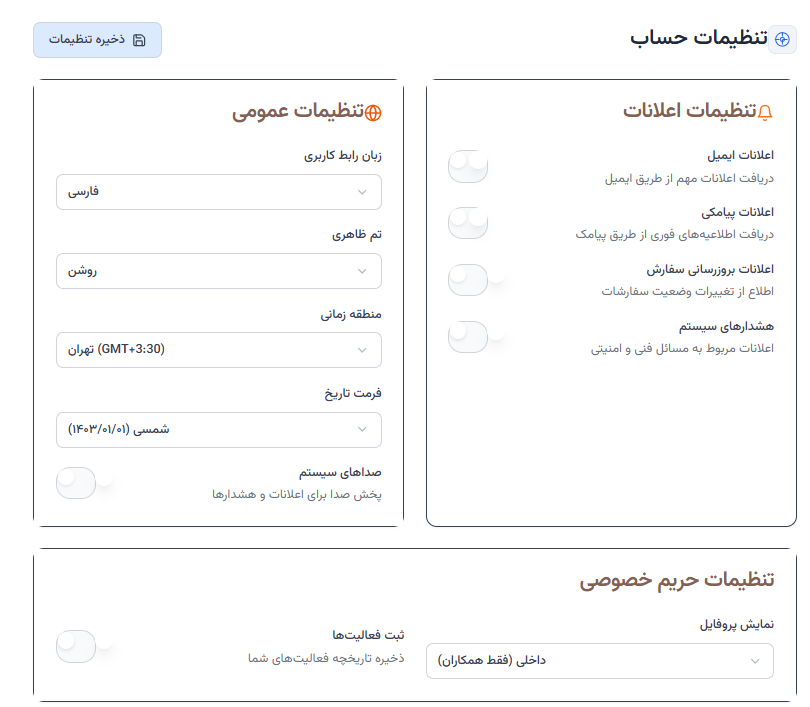 تنظیمات حساب
ذخیره تنظیمات
تنظیمات اعلانات
اعلانات ایمیل
دریافت اعلانات مهم از طریق ایمیل
اعلانات پیامکی
دریافت اطلاعیه‌های فوری از طریق پیامک
اعلانات بروزرسانی سفارش
اطلاع از تغییرات وضعیت سفارشات
هشدارهای سیستم
اعلانات مربوط به مسائل فنی و امنیتی
تنظیمات عمومی
زبان رابط کاربری
فارسی
تم ظاهری
روشن
منطقه زمانی
تهران (GMT+3:30)
فرمت تاریخ
شمسی (۱۴۰۳/۰۱/۰۱)
صداهای سیستم
پخش صدا برای اعلانات و هشدارها
تنظیمات حریم خصوصی
نمایش پروفایل
داخلی (فقط همکاران)
ثبت فعالیت‌ها
ذخیره تاریخچه فعالیت‌های شما